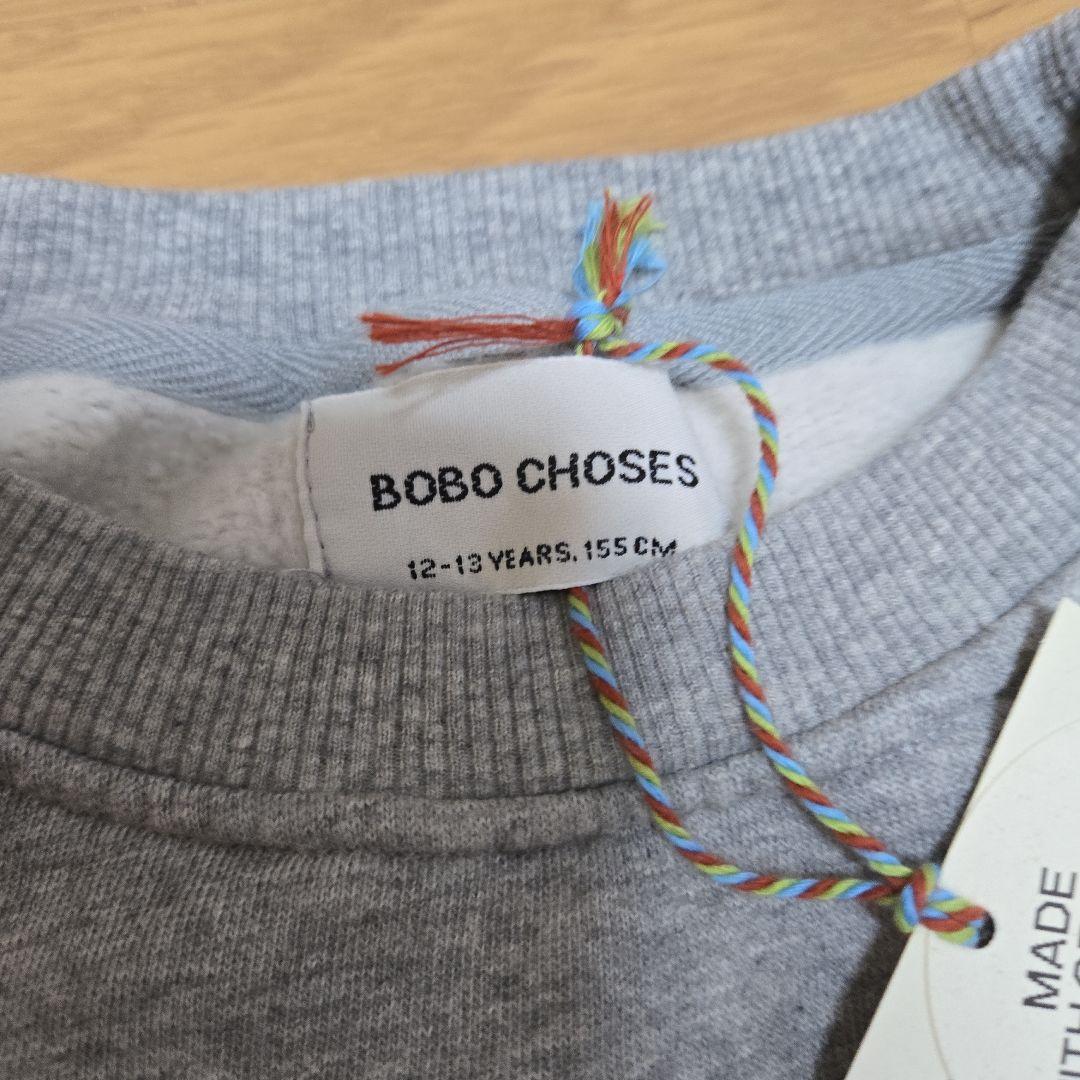 BOBO CHOSES
12-13 YEARS, 155 CM
MADE